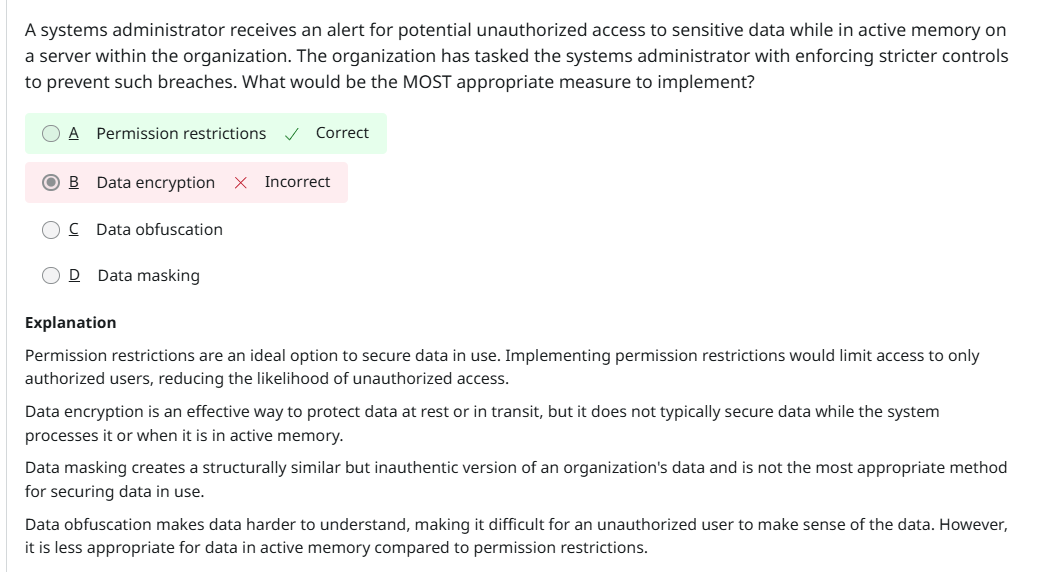 A systems administrator receives an alert for potential unauthorized access to sensitive data while in active memory on
a server within the organization. The organization has tasked the systems administrator with enforcing stricter controls
to prevent such breaches. What would be the MOST appropriate measure to implement?
A Permission restrictions ✓ Correct
B Data encryption ✕ Incorrect
C Data obfuscation
D Data masking
Explanation
Permission restrictions are an ideal option to secure data in use. Implementing permission restrictions would limit access to only
authorized users, reducing the likelihood of unauthorized access.
Data encryption is an effective way to protect data at rest or in transit, but it does not typically secure data while the system
processes it or when it is in active memory.
Data masking creates a structurally similar but inauthentic version of an organization's data and is not the most appropriate method
for securing data in use.
Data obfuscation makes data harder to understand, making it difficult for an unauthorized user to make sense of the data. However,
it is less appropriate for data in active memory compared to permission restrictions.